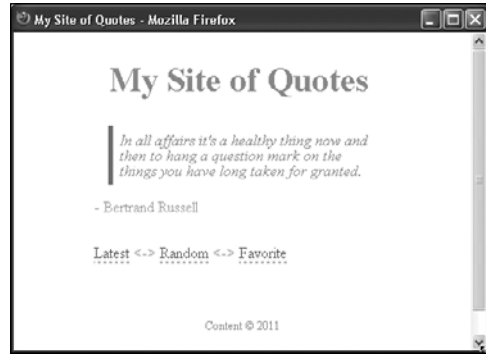 My Site of Quotes - Mozilla Firefox
My Site of Quotes
In all affairs it's a healthy thing now and
then to hang a question mark on the
things you have long taken for granted.
- Bertrand Russell
Latest <-> Random <-> Favorite
Content © 2011